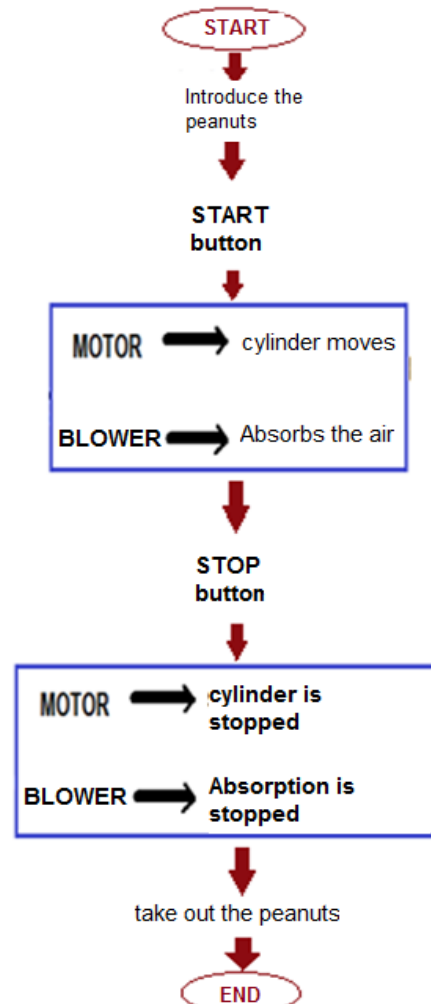 START
Introduce the
peanuts
START
button
MOTOR cylinder moves
BLOWER Absorbs the air
STOP
button
MOTOR cylinder is
stopped
BLOWER Absorption is
stopped
take out the peanuts
END